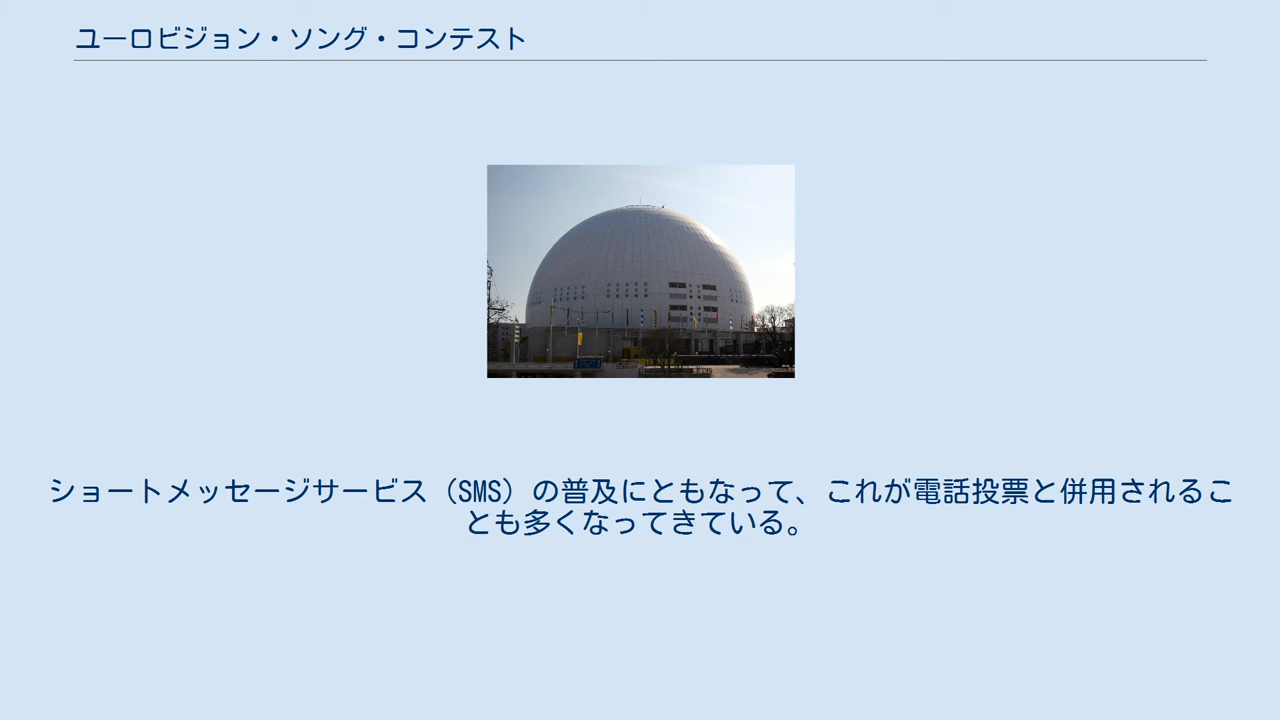 ユーロビジョン・ソング・コンテスト
ショートメッセージサービス（SMS）の普及にともなって、これが電話投票と併用されるこ
とも多くなってきている。